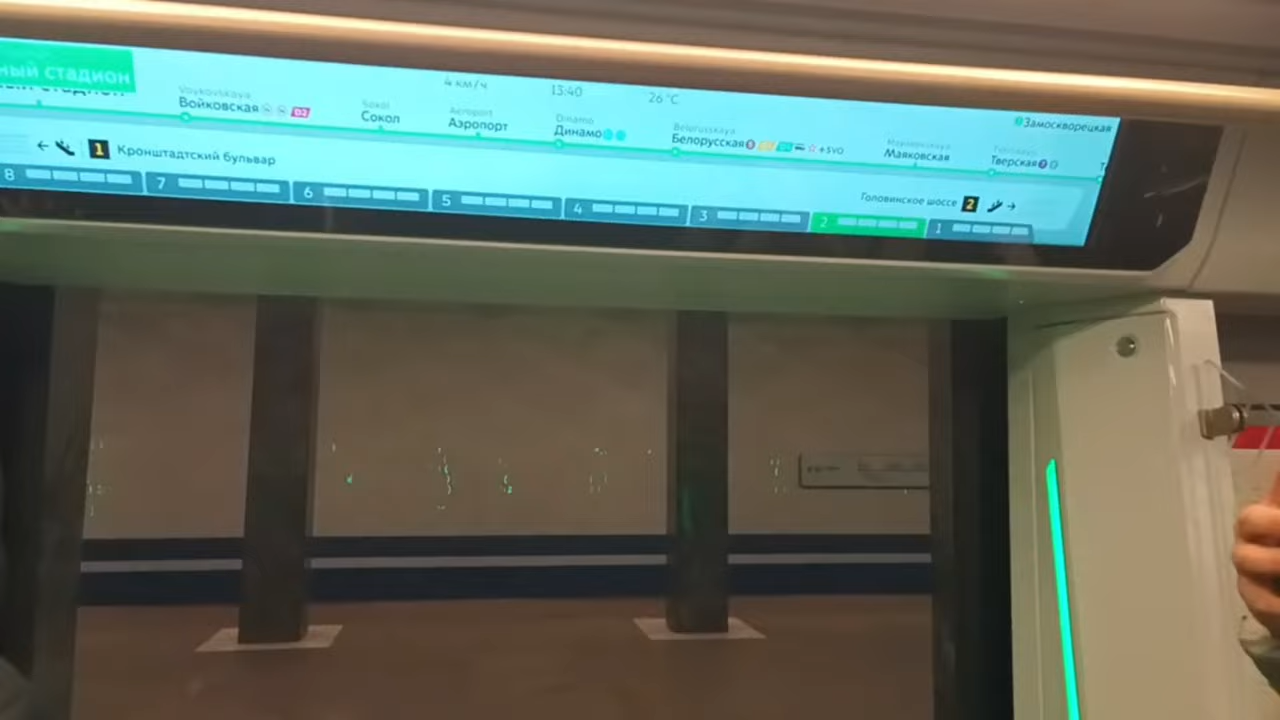 ный стадион
4 км/ч
13:40
26 °C
Замоскворецкая
Voykovskaya
Войковская D2
Sokol
Сокол
Aeroport
Аэропорт
Dinamo
Динамо
Belorusskaya
Белорусская 5 SVO
Mayakovskaya
Маяковская
Tverskaya
Тверская 7
← 1 Кронштадтский бульвар
Головинское шоссе 2 →
8 7 6 5 4 3 2 1